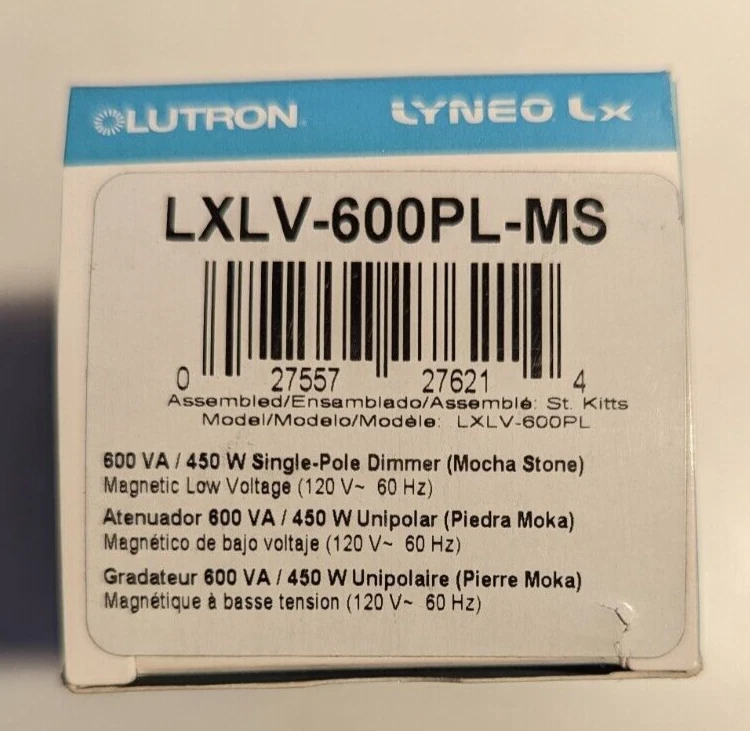 LUTRON LYNEO Lx
LXLV-600PL-MS
0 27557 27621 4
Assembled/Ensamblado/Assemblé: St. Kitts
Model/Modelo/Modèle: LXLV-600PL
600 VA / 450 W Single-Pole Dimmer (Mocha Stone)
Magnetic Low Voltage (120 V~ 60 Hz)
Atenuador 600 VA / 450 W Unipolar (Piedra Moka)
Magnético de bajo voltaje (120 V~ 60 Hz)
Gradateur 600 VA / 450 W Unipolaire (Pierre Moka)
Magnétique à basse tension (120 V~ 60 Hz)